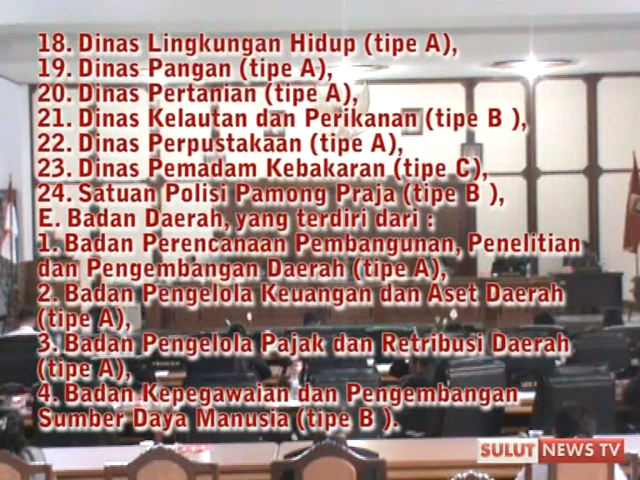 18. Dinas Lingkungan Hidup (tipe A),
19. Dinas Pangan (tipe A),
20. Dinas Pertanian (tipe A),
21. Dinas Kelautan dan Perikanan (tipe B ),
22. Dinas Perpustakaan (tipe A),
23. Dinas Pemadam Kebakaran (tipe C),
24. Satuan Polisi Pamong Praja (tipe B ),
E. Badan Daerah, yang terdiri dari :
1. Badan Perencanaan Pembangunan, Penelitian
dan Pengembangan Daerah (tipe A),
2. Badan Pengelola Keuangan dan Aset Daerah
(tipe A),
3. Badan Pengelola Pajak dan Retribusi Daerah
(tipe A),
4. Badan Kepegawaian dan Pengembangan
Sumber Daya Manusia (tipe B ).
SULUT NEWS TV